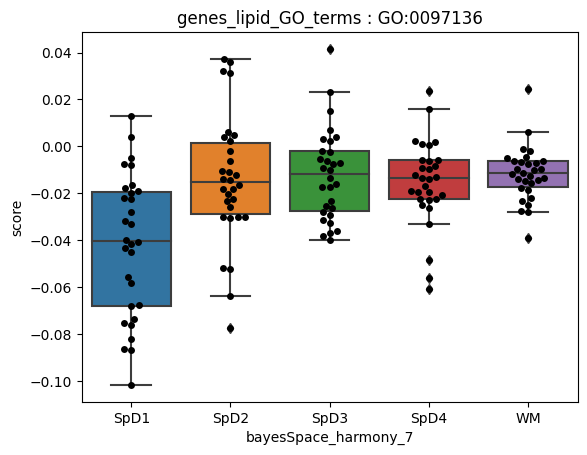 genes_lipid_GO_terms : GO:0097136
0.04
0.02
0.00
−0.02
−0.04
−0.06
−0.08
−0.10
score
SpD1 SpD2 SpD3 SpD4 WM
bayesSpace_harmony_7